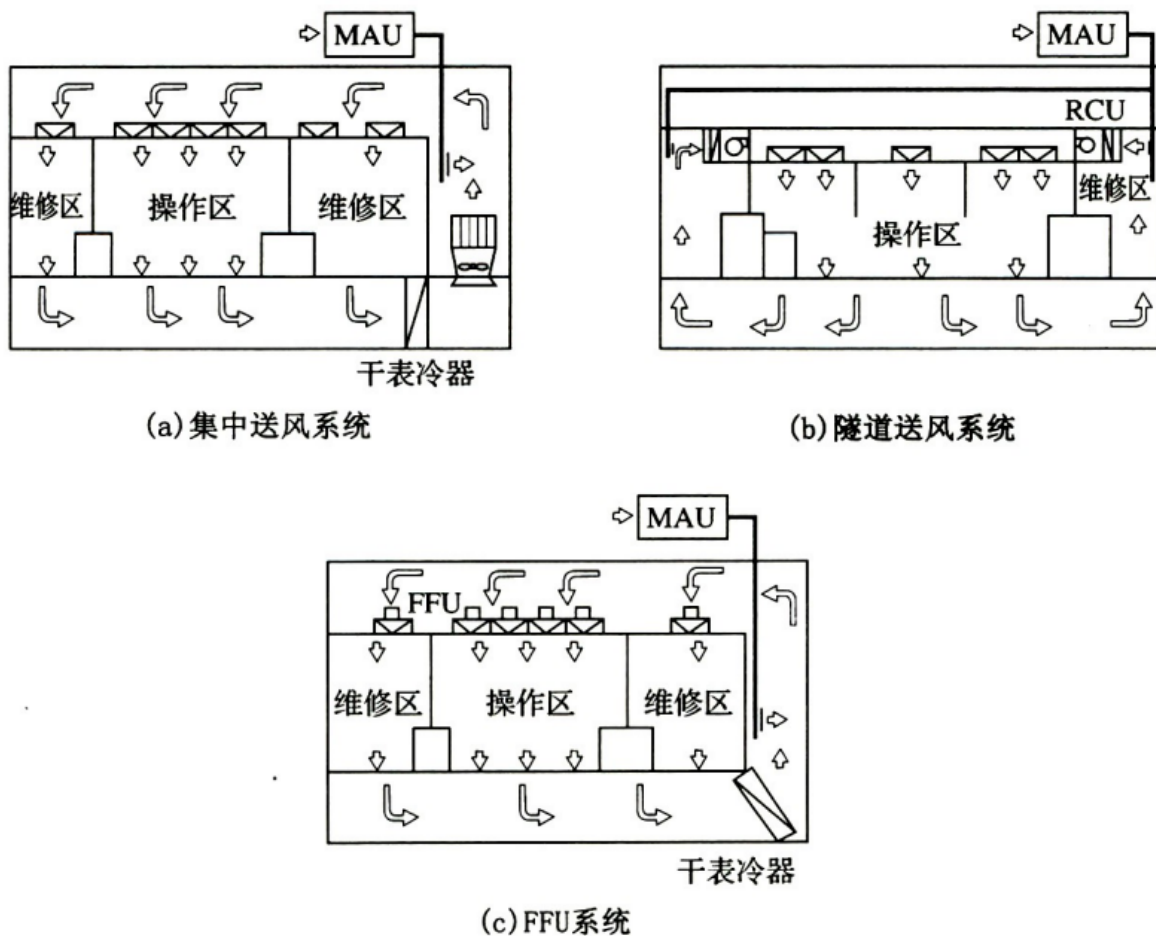 MAU
维修区
操作区
维修区
干表冷器
(a)集中送风系统
MAU
RCU
维修区
操作区
(b)隧道送风系统
MAU
FFU
维修区
操作区
维修区
干表冷器
(c)FFU系统